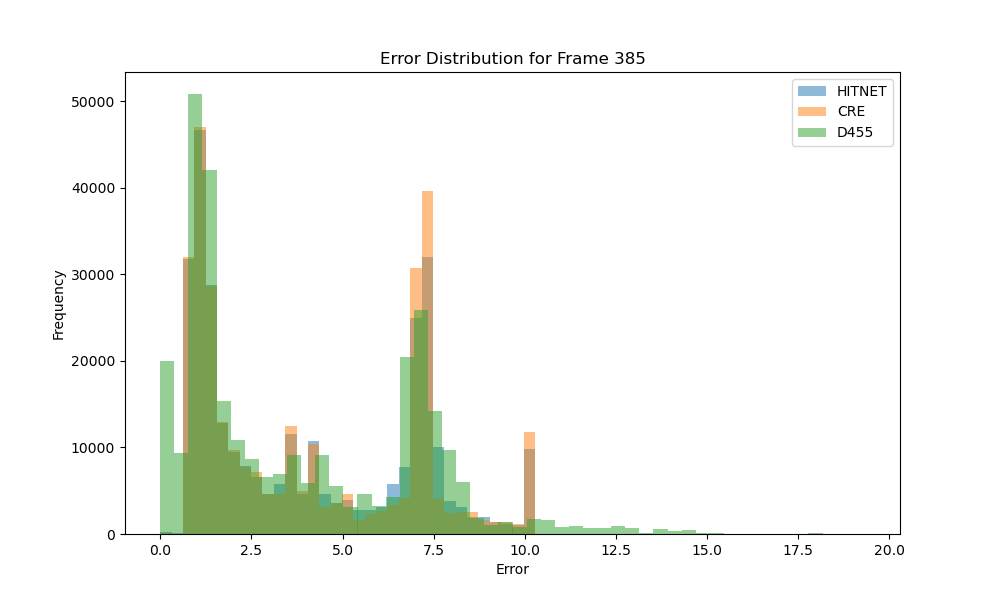 Error Distribution for Frame 385
HITNET
CRE
D455
Frequency
50000
40000
30000
20000
10000
0
0.0 2.5 5.0 7.5 10.0 12.5 15.0 17.5 20.0
Error